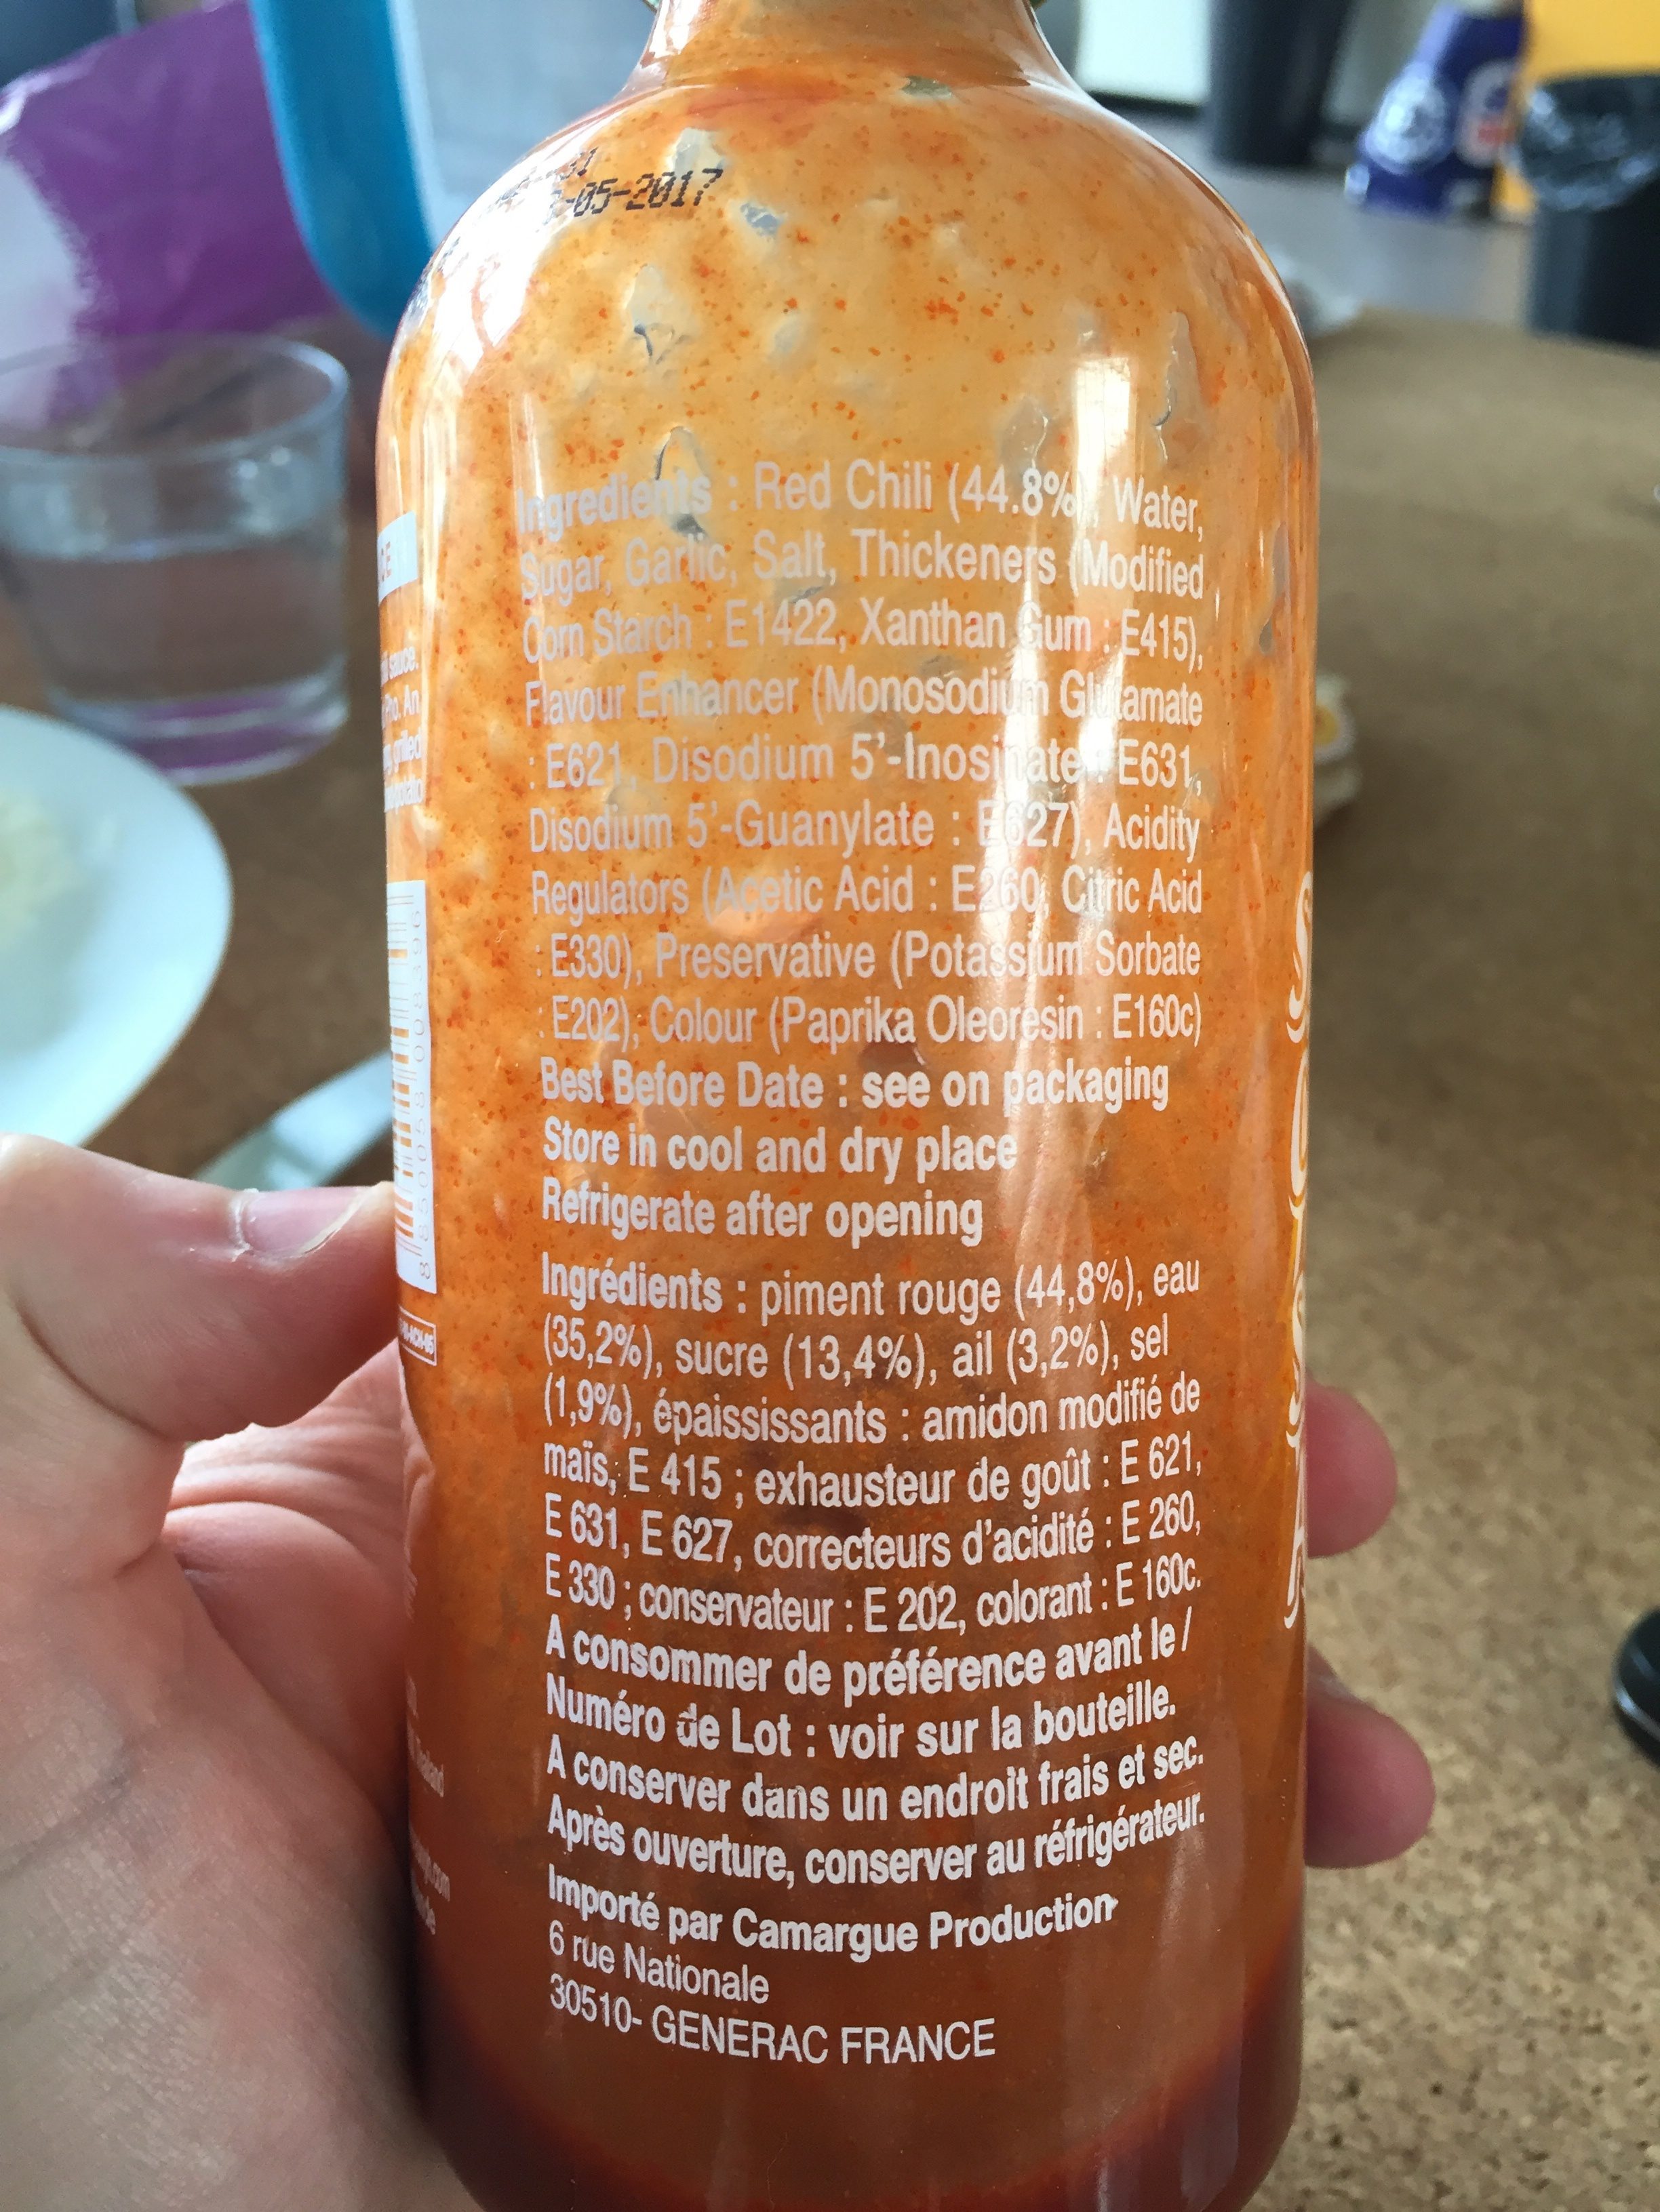 -05-2017
Ingredients : Red Chili (44.8%), Water,
Sugar, Garlic, Salt, Thickeners (Modified
Corn Starch : E1422, Xanthan Gum : E415),
Flavour Enhancer (Monosodium Glutamate
: E621, Disodium 5'-Inosinate : E631,
Disodium 5'-Guanylate : E627), Acidity
Regulators (Acetic Acid : E260, Citric Acid
: E330), Preservative (Potassium Sorbate
: E202), Colour (Paprika Oleoresin : E160c)
Best Before Date : see on packaging
Store in cool and dry place
Refrigerate after opening
Ingrédients : piment rouge (44,8%), eau
(35,2%), sucre (13,4%), ail (3,2%), sel
(1,9%), épaississants : amidon modifié de
maïs, E 415 ; exhausteur de goût : E 621,
E 631, E 627, correcteurs d'acidité : E 260,
E 330 ; conservateur : E 202, colorant : E 160c.
A consommer de préférence avant le /
Numéro de Lot : voir sur la bouteille.
A conserver dans un endroit frais et sec.
Après ouverture, conserver au réfrigérateur.
Importé par Camargue Production
6 rue Nationale
30510- GENERAC FRANCE
sauce.
An
grilled